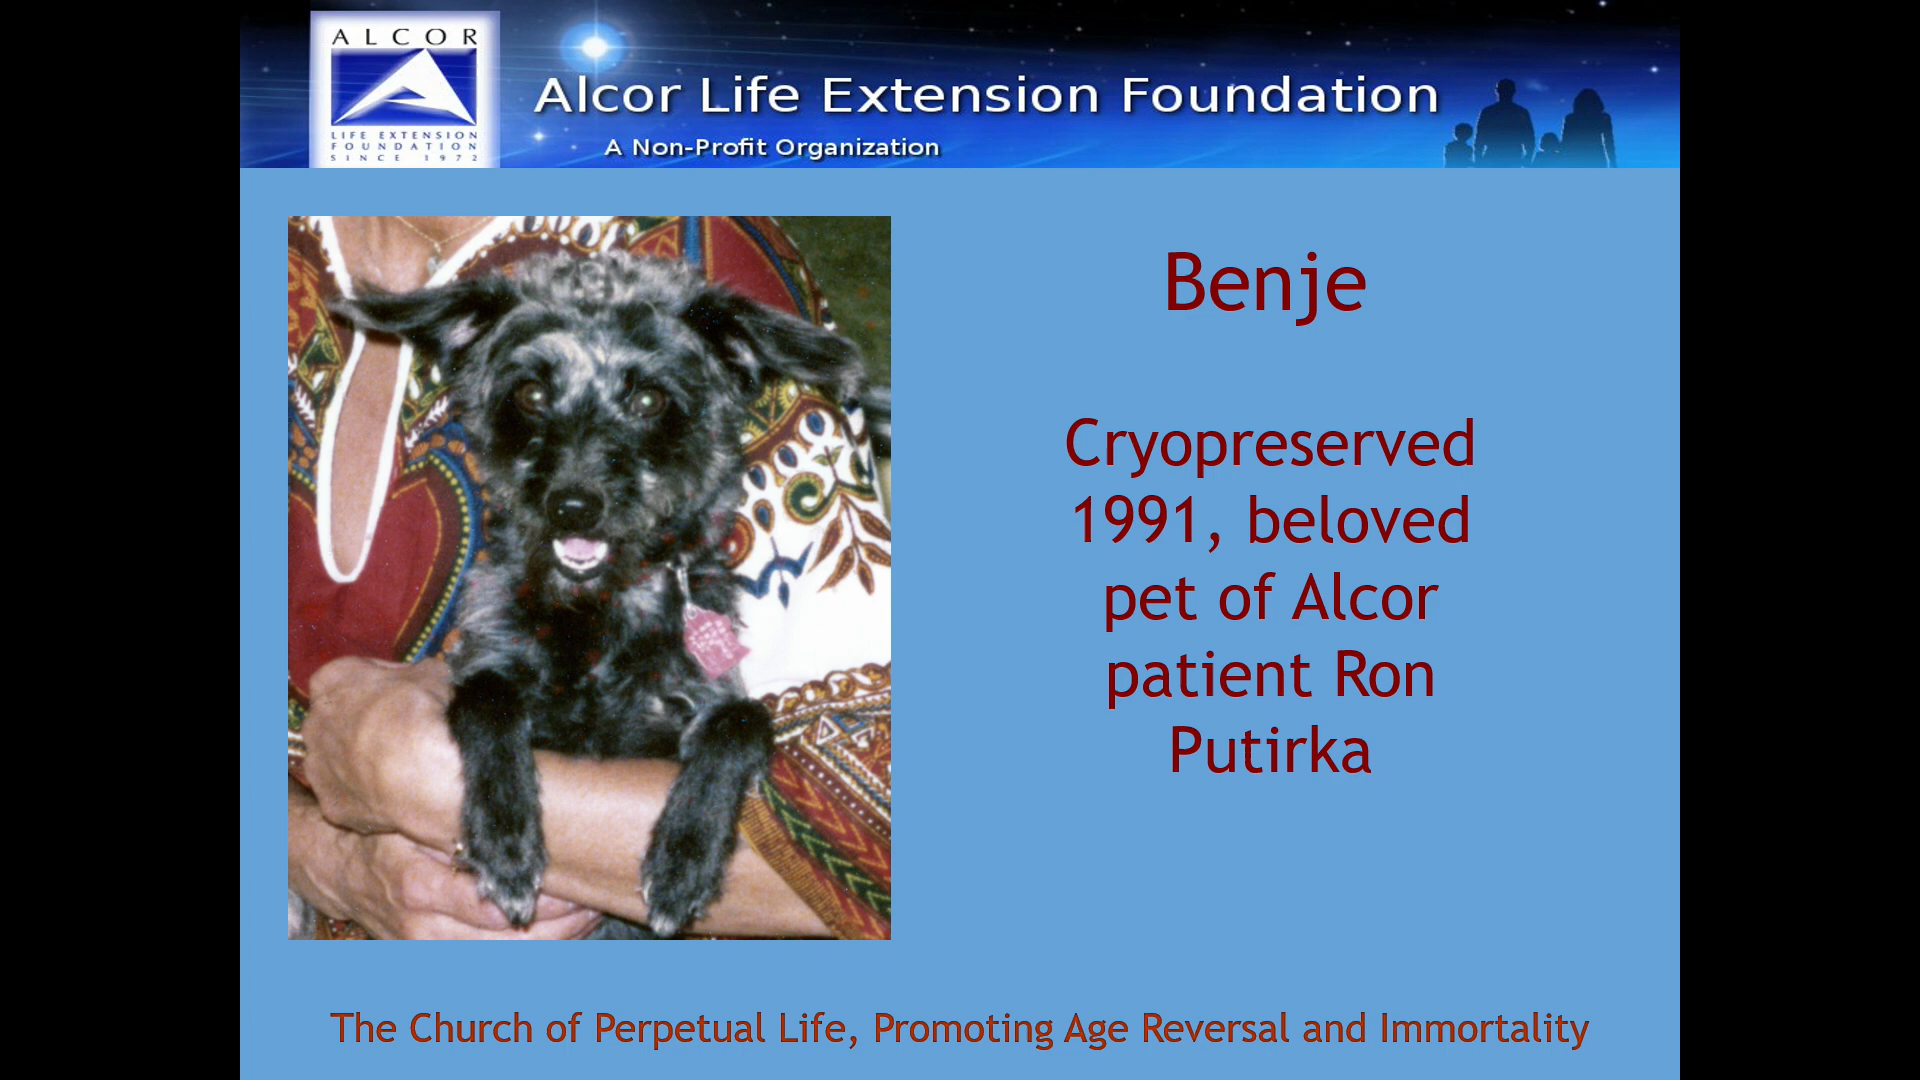 ALCOR
LIFE EXTENSION
FOUNDATION
SINCE 1972
Alcor Life Extension Foundation
A Non-Profit Organization
Benje
Cryopreserved
1991, beloved
pet of Alcor
patient Ron
Putirka
The Church of Perpetual Life, Promoting Age Reversal and Immortality